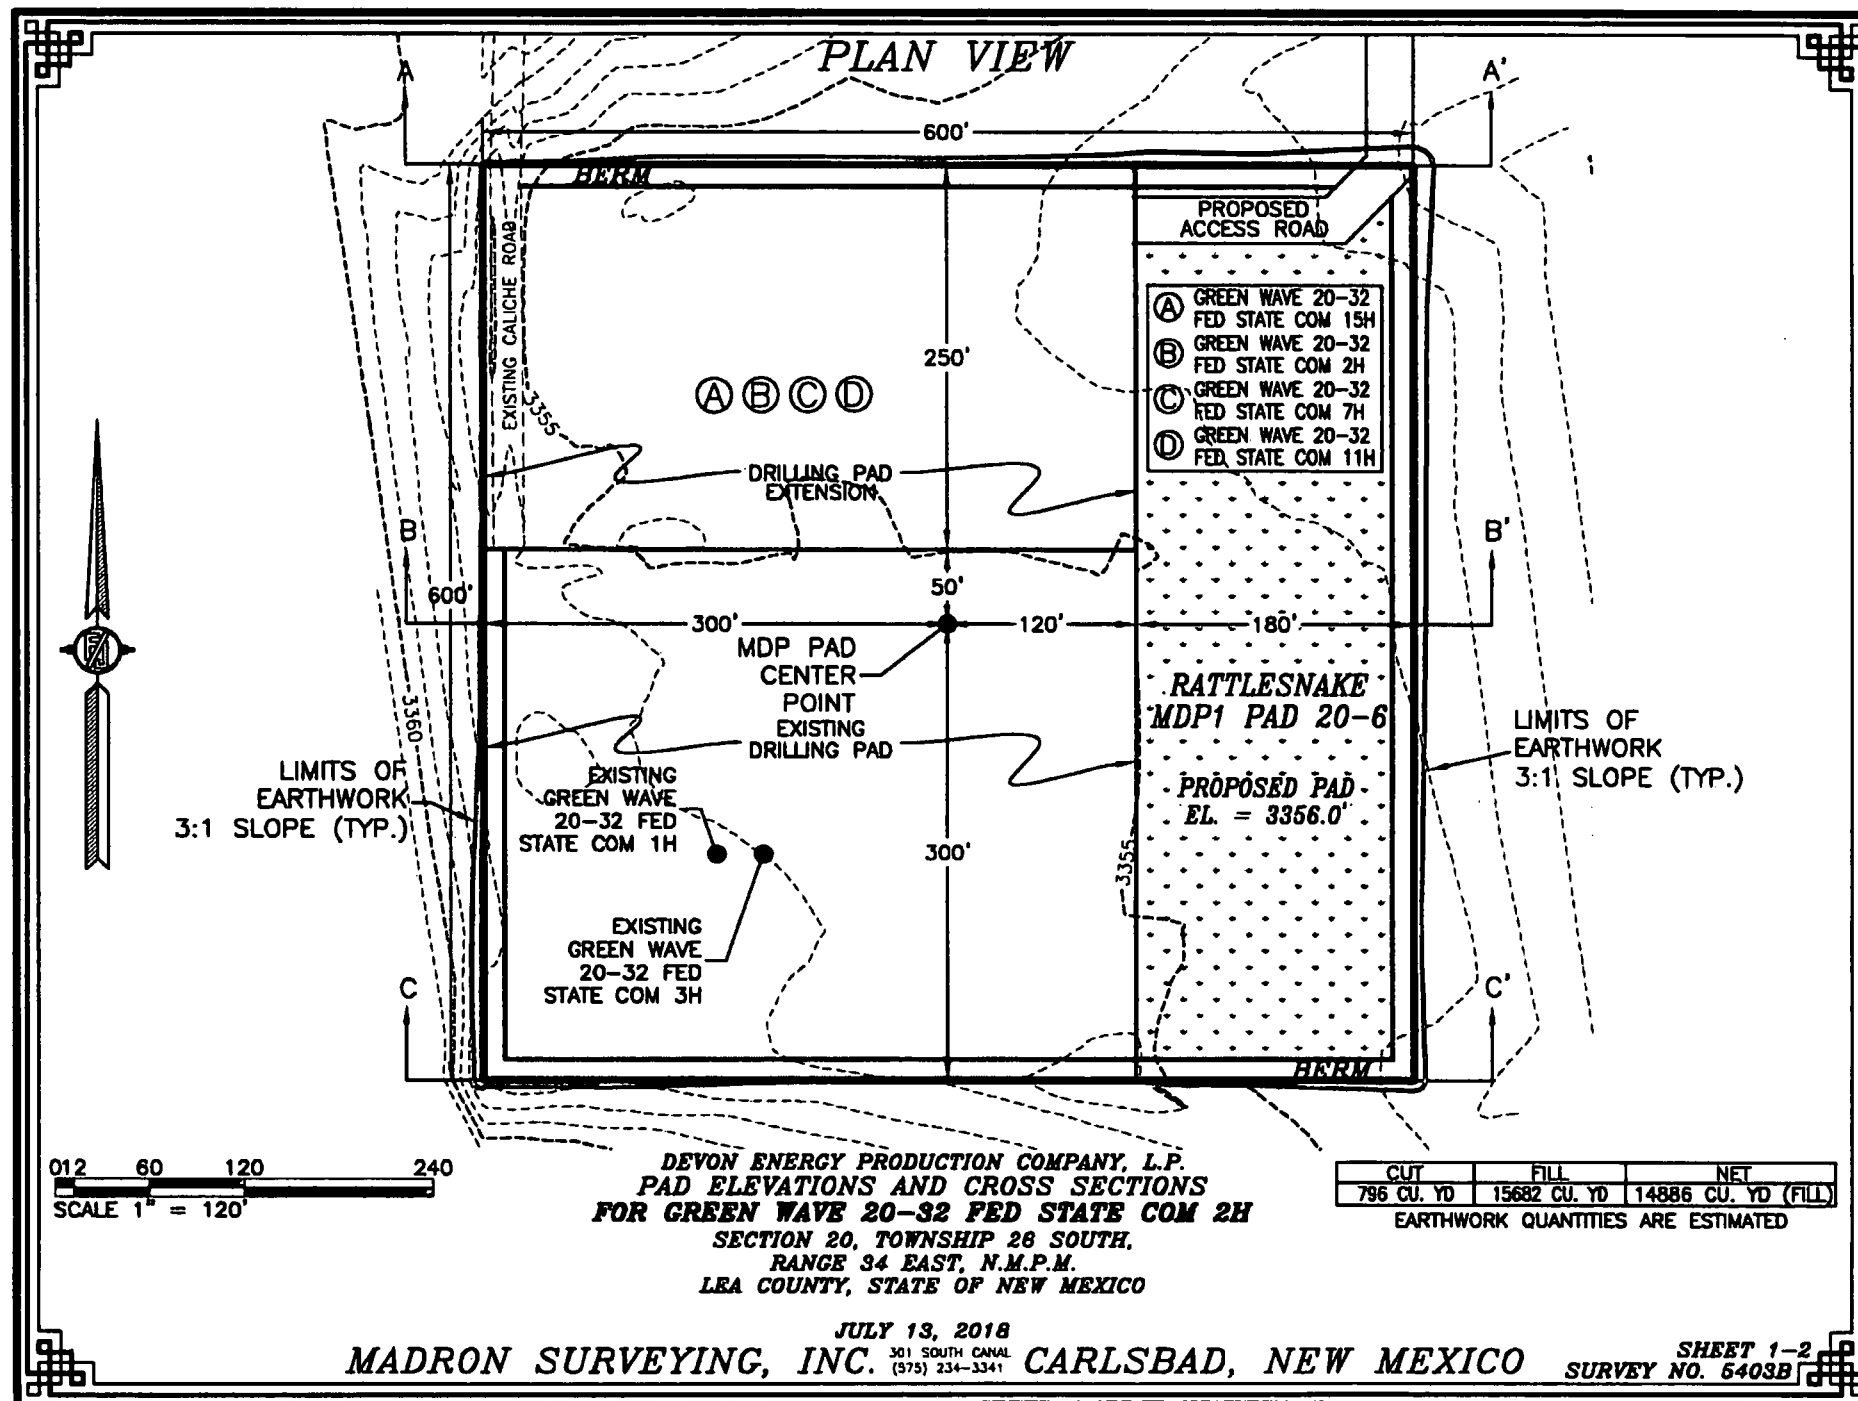 PLAN VIEW
A
A'
600'
BERM
PROPOSED
ACCESS ROAD
EXISTING CALICHE ROAD
A GREEN WAVE 20-32
FED STATE COM 15H
B GREEN WAVE 20-32
FED STATE COM 2H
C GREEN WAVE 20-32
FED STATE COM 7H
D GREEN WAVE 20-32
FED STATE COM 11H
250'
A B C D
3355
DRILLING PAD
EXTENSION
B
B'
600'
50'
300'
120'
180'
MDP PAD
CENTER
POINT
EXISTING
DRILLING PAD
RATTLESNAKE
MDP1 PAD 20-6
3360
LIMITS OF
EARTHWORK
3:1 SLOPE (TYP.)
LIMITS OF
EARTHWORK
3:1 SLOPE (TYP.)
EXISTING
GREEN WAVE
20-32 FED
STATE COM 1H
PROPOSED PAD
EL. = 3356.0'
300'
3355
EXISTING
GREEN WAVE
20-32 FED
STATE COM 3H
C
C'
BERM
012 60 120 240
SCALE 1" = 120'
DEVON ENERGY PRODUCTION COMPANY, L.P.
PAD ELEVATIONS AND CROSS SECTIONS
FOR GREEN WAVE 20-32 FED STATE COM 2H
SECTION 20, TOWNSHIP 26 SOUTH,
RANGE 34 EAST, N.M.P.M.
LEA COUNTY, STATE OF NEW MEXICO
CUT FILL NET
796 CU. YD 15682 CU. YD 14886 CU. YD (FILL)
EARTHWORK QUANTITIES ARE ESTIMATED
JULY 13, 2018
MADRON SURVEYING, INC. 301 SOUTH CANAL (575) 234-3341 CARLSBAD, NEW MEXICO
SHEET 1-2
SURVEY NO. 6403B